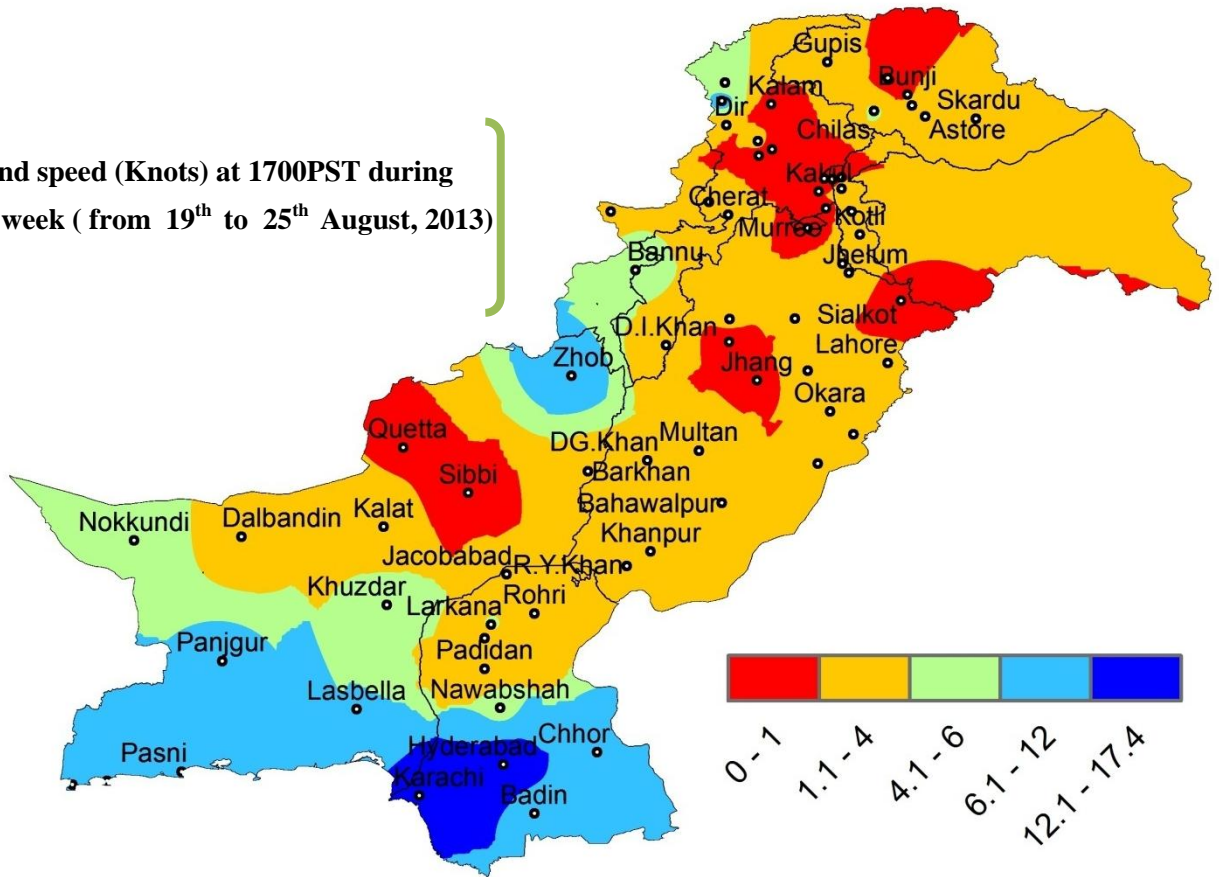 nd speed (Knots) at 1700PST during
week ( from 19th to 25th August, 2013)
Gupis
Bunji
Kalam
Skardu
Dir
Chilas
Astore
Kakul
Cherat
Murree
Kotli
Bannu
Jhelum
D.I.Khan
Sialkot
Zhob
Jhang
Lahore
Okara
Quetta
DG.Khan
Multan
Sibbi
Barkhan
Bahawalpur
Nokkundi
Dalbandin
Kalat
Khanpur
Jacobabad
R.Y.Khan
Khuzdar
Larkana
Rohri
Panjgur
Padidan
Lasbella
Nawabshah
Pasni
Hyderabad
Chhor
Karachi
Badin
0 - 1
1.1 - 4
4.1 - 6
6.1 - 12
12.1 - 17.4